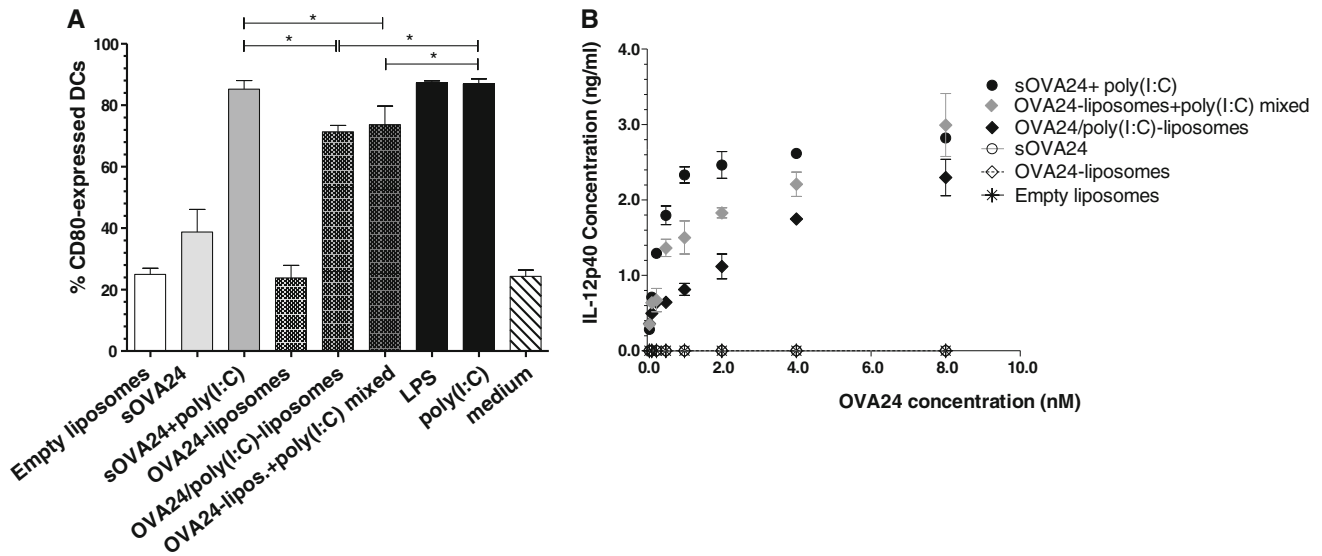 A
*
*
*
*
% CD80-expressed DCs
100
80
60
40
20
0
Empty liposomes
sOVA24
sOVA24+poly(I:C)
OVA24-liposomes
OVA24/poly(I:C)-liposomes
OVA24-lipos.+poly(I:C) mixed
LPS
poly(I:C)
medium
B
IL-12p40 Concentration (ng/ml)
4.0
3.0
2.0
1.0
0.0
0.0 2.0 4.0 6.0 8.0 10.0
OVA24 concentration (nM)
sOVA24+ poly(I:C)
OVA24-liposomes+poly(I:C) mixed
OVA24/poly(I:C)-liposomes
sOVA24
OVA24-liposomes
Empty liposomes